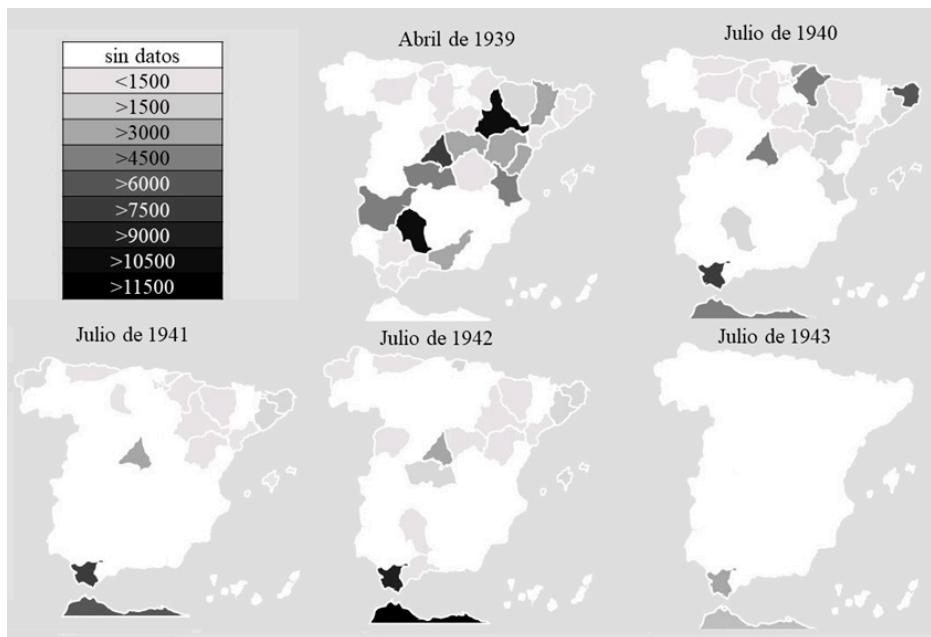 Abril de 1939
Julio de 1940
sin datos
<1500
>1500
>3000
>4500
>6000
>7500
>9000
>10500
>11500
Julio de 1941
Julio de 1942
Julio de 1943